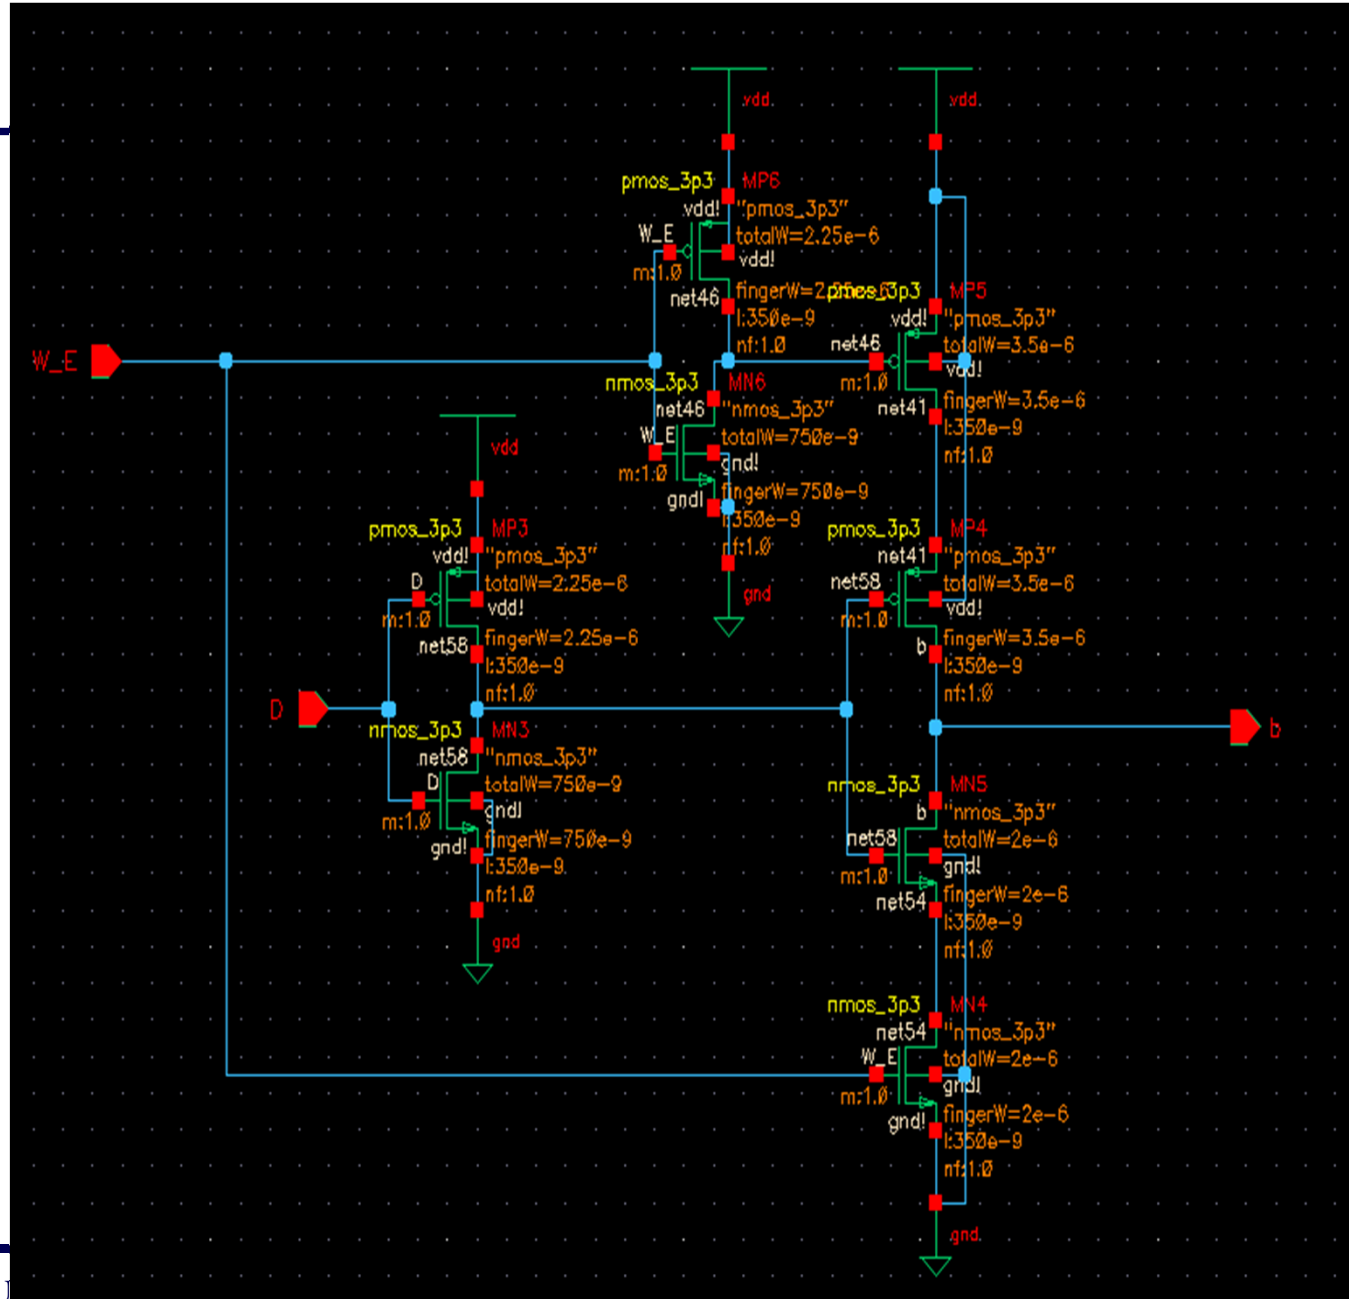 vdd
vdd
pmos_3p3 MP6
vdd! "pmos_3p3"
W_E totalW=2.25e-6
vdd!
m:1.0
net46 fingerW=2.25e-6
l:350e-9
nf:1.0
pmos_3p3 MP5
vdd! "pmos_3p3"
net46 totalW=3.5e-6
vdd!
m:1.0
net41 fingerW=3.5e-6
l:350e-9
nf:1.0
W_E
nmos_3p3 MN6
net46 "nmos_3p3"
W_E totalW=750e-9
gnd!
m:1.0
gnd! fingerW=750e-9
l:350e-9
nf:1.0
gnd
vdd
pmos_3p3 MP3
vdd! "pmos_3p3"
D totalW=2.25e-6
vdd!
m:1.0
net58 fingerW=2.25e-6
l:350e-9
nf:1.0
pmos_3p3 MP4
net41 "pmos_3p3"
net58 totalW=3.5e-6
vdd!
m:1.0
b fingerW=3.5e-6
l:350e-9
nf:1.0
D
b
nmos_3p3 MN3
net58 "nmos_3p3"
D totalW=750e-9
gnd!
m:1.0
gnd! fingerW=750e-9
l:350e-9
nf:1.0
gnd
nmos_3p3 MN5
b "nmos_3p3"
net58 totalW=2e-6
gnd!
m:1.0
net54 fingerW=2e-6
l:350e-9
nf:1.0
nmos_3p3 MN4
net54 "nmos_3p3"
W_E totalW=2e-6
gnd!
m:1.0
gnd! fingerW=2e-6
l:350e-9
nf:1.0
gnd